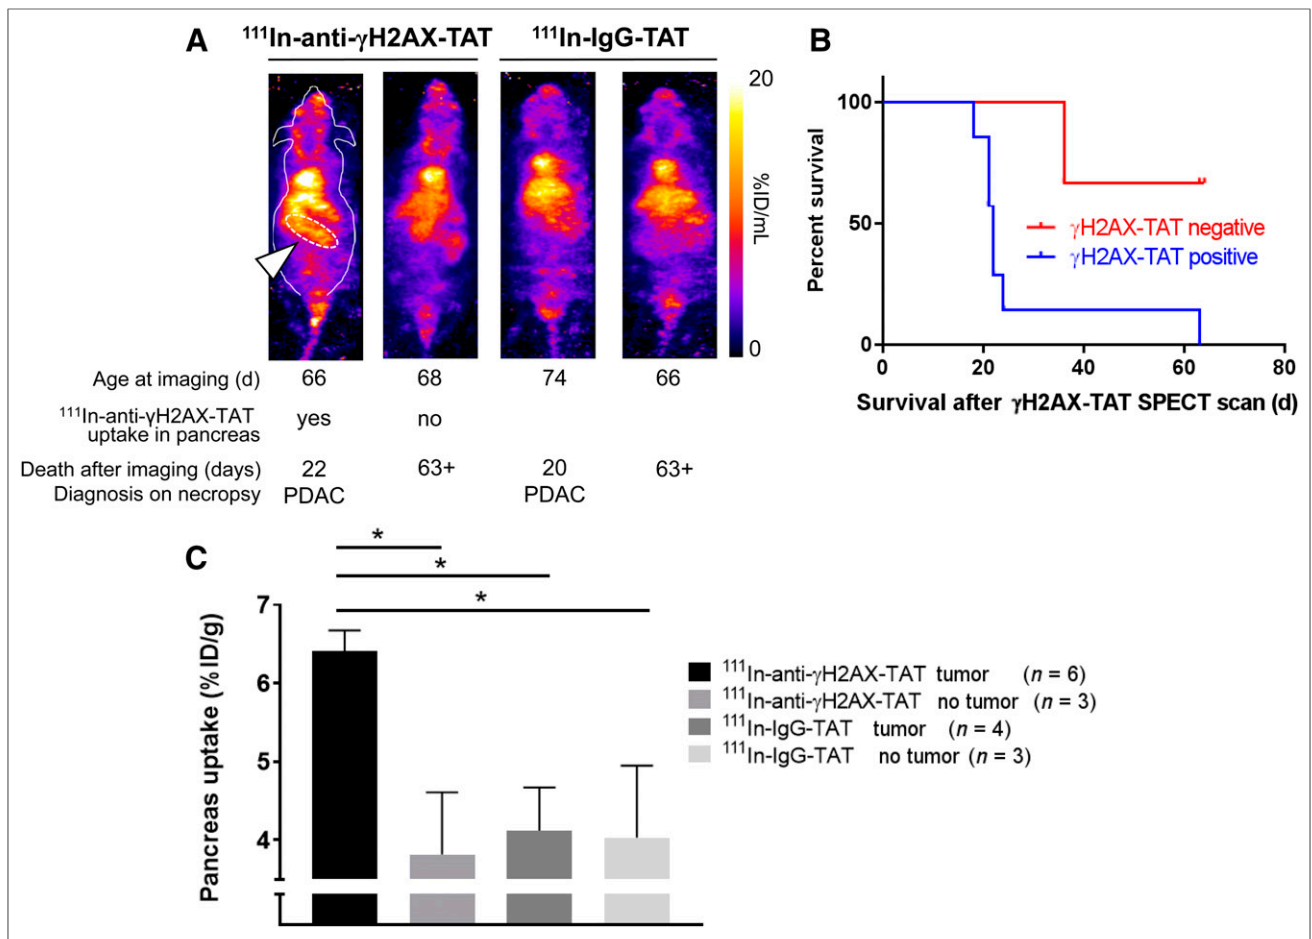 A
¹¹¹In-anti-γH2AX-TAT
¹¹¹In-IgG-TAT
20
%ID/mL
0
Age at imaging (d) 66 68 74 66
¹¹¹In-anti-γH2AX-TAT
uptake in pancreas yes no
Death after imaging (days) 22 63+ 20 63+
Diagnosis on necropsy PDAC PDAC
B
Percent survival
100
50
0
γH2AX-TAT negative
γH2AX-TAT positive
0 20 40 60 80
Survival after γH2AX-TAT SPECT scan (d)
C
*
*
*
Pancreas uptake (%ID/g)
7
6
5
4
¹¹¹In-anti-γH2AX-TAT tumor (n = 6)
¹¹¹In-anti-γH2AX-TAT no tumor (n = 3)
¹¹¹In-IgG-TAT tumor (n = 4)
¹¹¹In-IgG-TAT no tumor (n = 3)